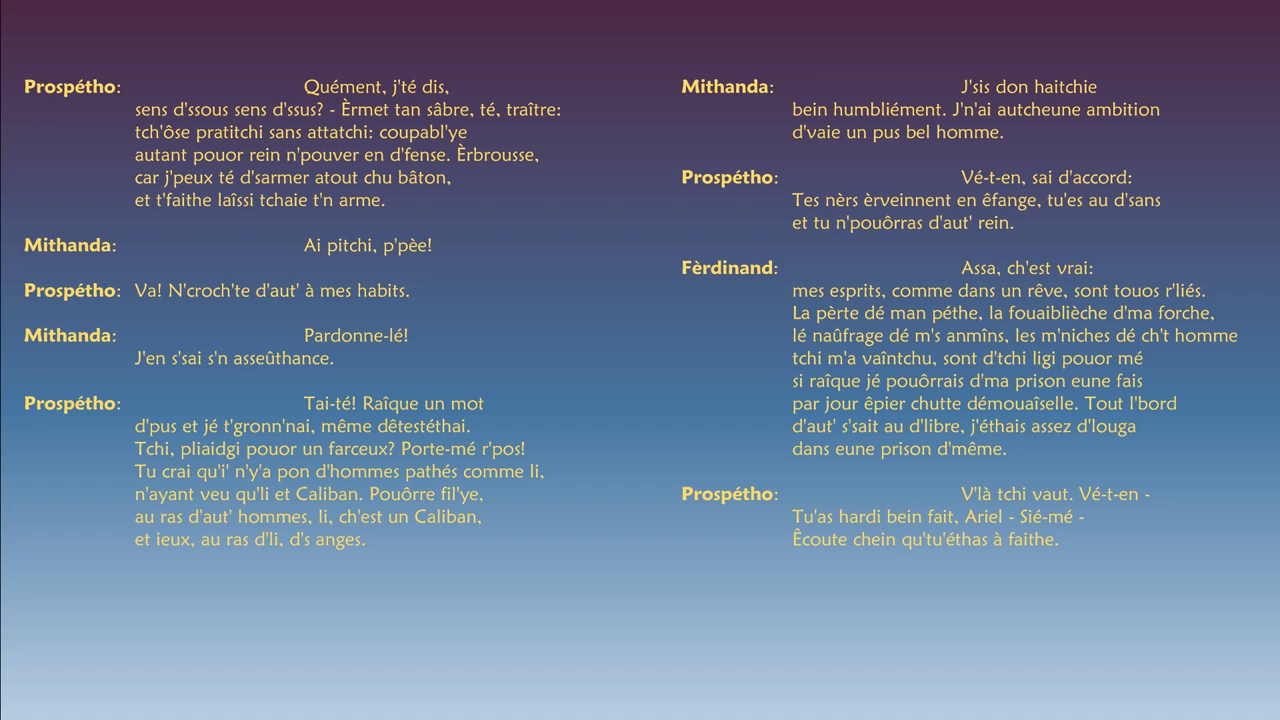 Prospétho: Quément, j'té dis,
sens d'ssous sens d'ssus? - Èrmet tan sâbre, té, traître:
tch'ôse pratitchi sans attatchi: coupabl'ye
autant pouor rein n'pouver en d'fense. Èrbrousse,
car j'peux té d'sarmer atout chu bâton,
et t'faithe laîssi tchaie t'n arme.
Mithanda: Ai pitchi, p'pèe!
Prospétho: Va! N'croch'te d'aut' à mes habits.
Mithanda: Pardonne-lé!
J'en s'sai s'n asseûthance.
Prospétho: Tai-té! Raîque un mot
d'pus et jé t'gronn'nai, même dêtestéthai.
Tchi, pliaidgi pouor un farceux? Porte-mé r'pos!
Tu crai qu'i' n'y'a pon d'hommes pathés comme li,
n'ayant veu qu'li et Caliban. Pouôrre fil'ye,
au ras d'aut' hommes, li, ch'est un Caliban,
et ieux, au ras d'li, d's anges.
Mithanda: J'sis don haitchie
bein humbliément. J'n'ai autcheune ambition
d'vaie un pus bel homme.
Prospétho: Vé-t-en, sai d'accord:
Tes nèrs èrveinnent en êfange, tu'es au d'sans
et tu n'pouôrras d'aut' rein.
Fèrdinand: Assa, ch'est vrai:
mes esprits, comme dans un rêve, sont touos r'liés.
La pèrte dé man péthe, la fouaiblièche d'ma forche,
lé naûfrage dé m's anmîns, les m'niches dé ch't homme
tchi m'a vaîntchu, sont d'tchi ligi pouor mé
si raîque jé pouôrrais d'ma prison eune fais
par jour êpier chutte démouaîselle. Tout l'bord
d'aut' s'sait au d'libre, j'éthais assez d'louga
dans eune prison d'même.
Prospétho: V'là tchi vaut. Vé-t-en -
Tu'as hardi bein fait, Ariel - Sié-mé -
Êcoute chein qu'tu'éthas à faithe.